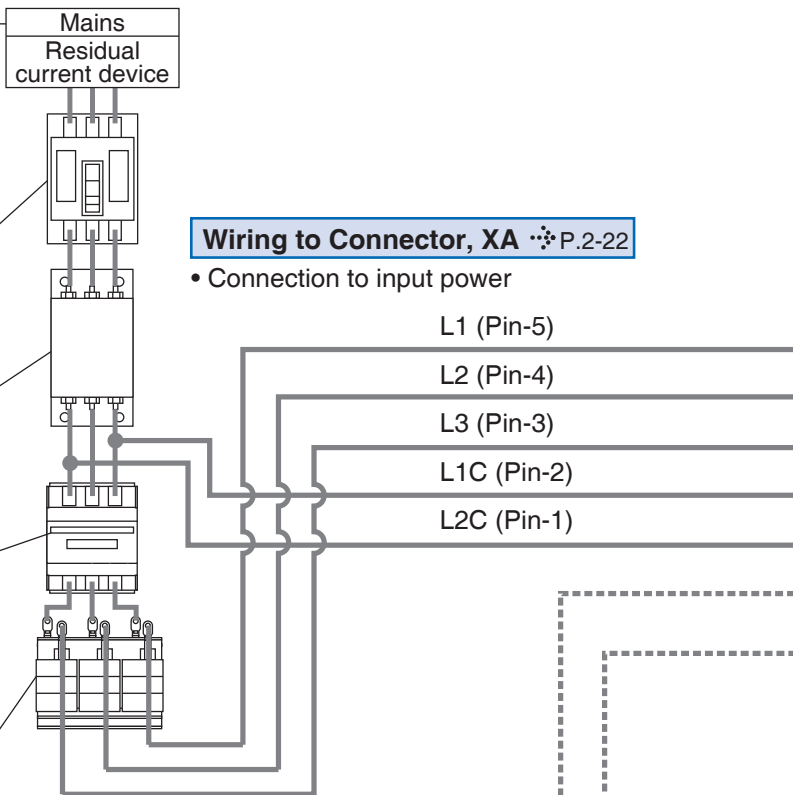 Mains
Residual
current device
Wiring to Connector, XA P.2-22
• Connection to input power
L1 (Pin-5)
L2 (Pin-4)
L3 (Pin-3)
L1C (Pin-2)
L2C (Pin-1)